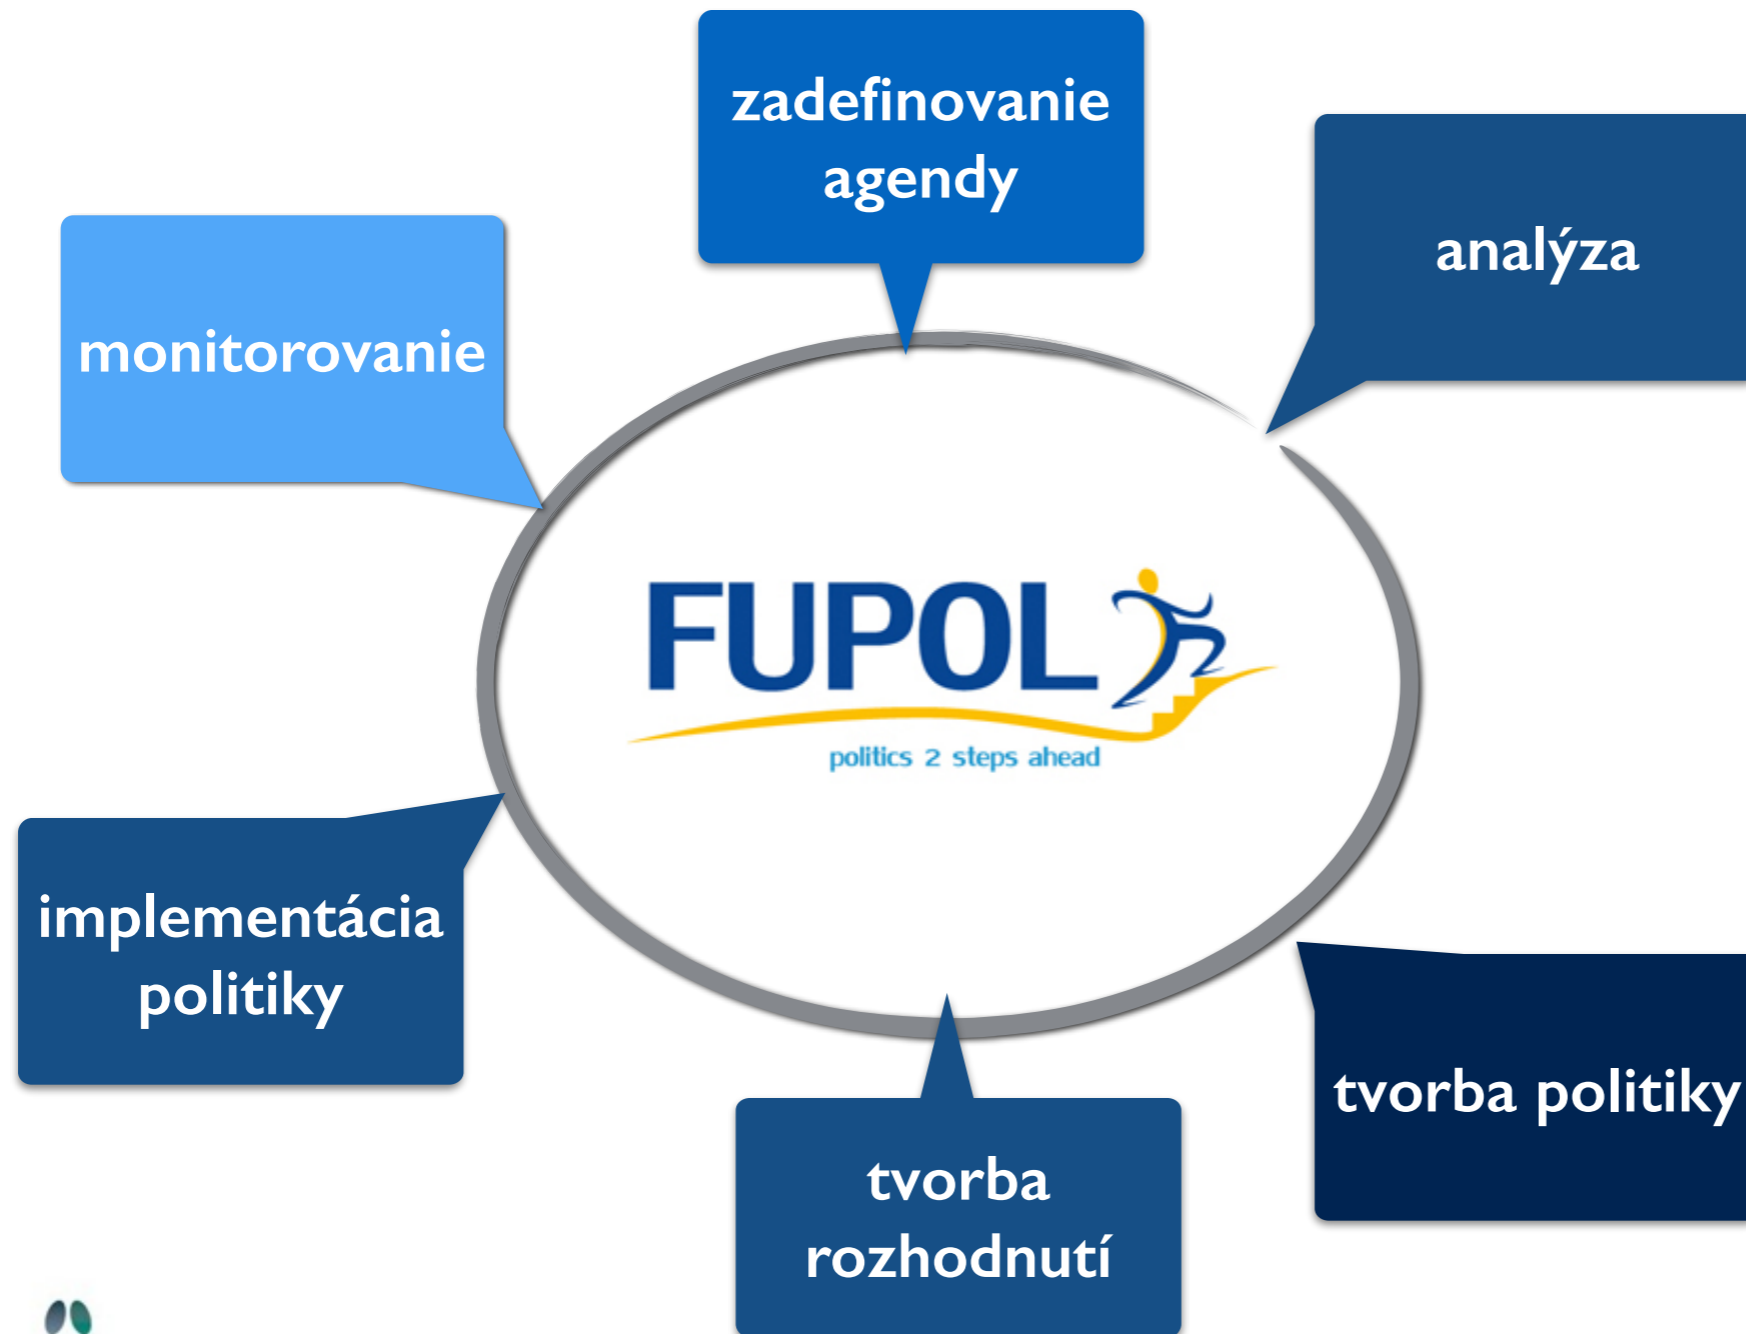 zadefinovanie
agendy
analýza
monitorovanie
FUPOL
politics 2 steps ahead
implementácia
politiky
tvorba politiky
tvorba
rozhodnutí